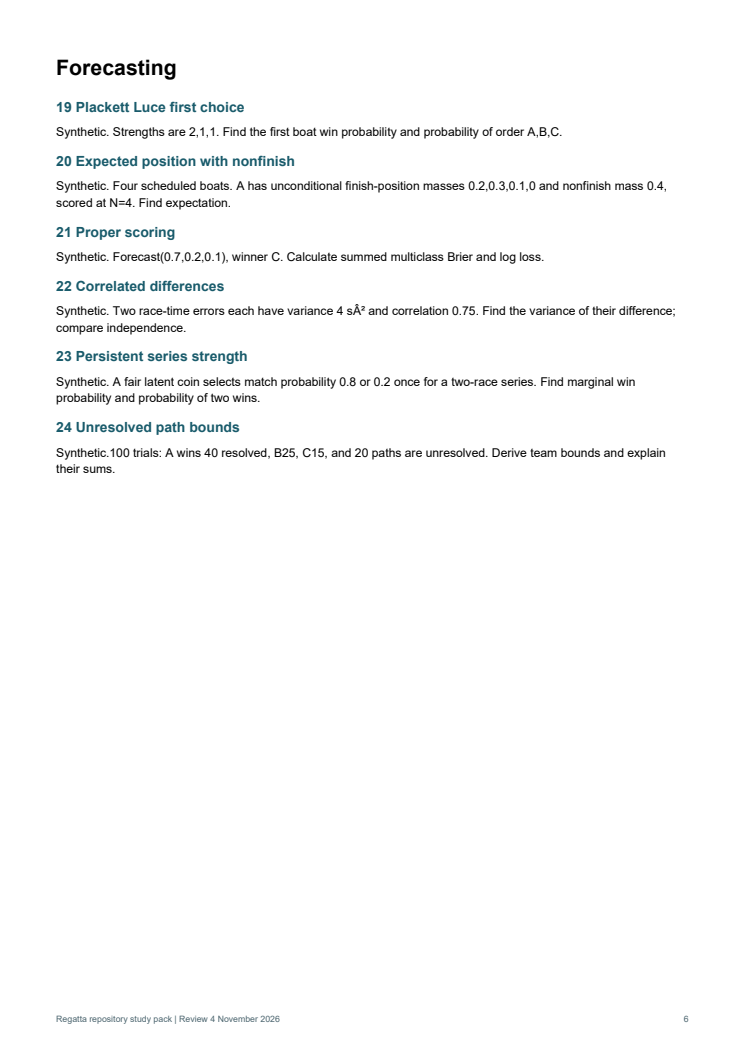 Forecasting
19 Plackett Luce first choice
Synthetic. Strengths are 2,1,1. Find the first boat win probability and probability of order A,B,C.
20 Expected position with nonfinish
Synthetic. Four scheduled boats. A has unconditional finish-position masses 0.2,0.3,0.1,0 and nonfinish mass 0.4,
scored at N=4. Find expectation.
21 Proper scoring
Synthetic. Forecast(0.7,0.2,0.1), winner C. Calculate summed multiclass Brier and log loss.
22 Correlated differences
Synthetic. Two race-time errors each have variance 4 sÂ² and correlation 0.75. Find the variance of their difference;
compare independence.
23 Persistent series strength
Synthetic. A fair latent coin selects match probability 0.8 or 0.2 once for a two-race series. Find marginal win
probability and probability of two wins.
24 Unresolved path bounds
Synthetic.100 trials: A wins 40 resolved, B25, C15, and 20 paths are unresolved. Derive team bounds and explain
their sums.
Regatta repository study pack | Review 4 November 2026
6